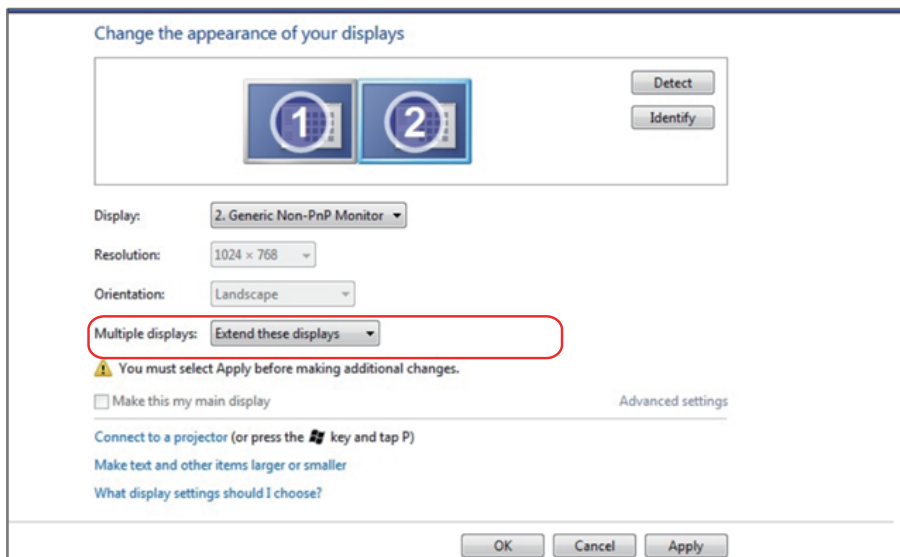 Change the appearance of your displays
1 2
Detect
Identify
Display: 2. Generic Non-PnP Monitor
Resolution: 1024 × 768
Orientation: Landscape
Multiple displays: Extend these displays
You must select Apply before making additional changes.
Make this my main display Advanced settings
Connect to a projector (or press the key and tap P)
Make text and other items larger or smaller
What display settings should I choose?
OK Cancel Apply